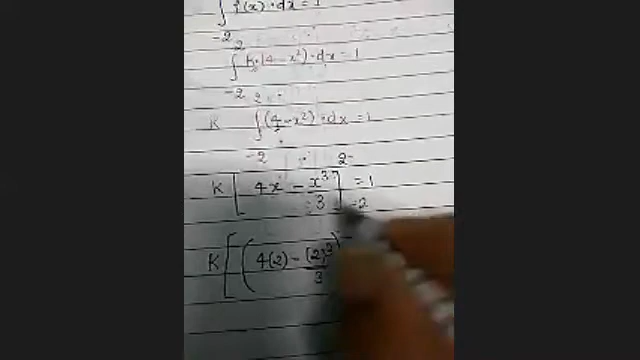 ∫ f(x)·dx = 1
-2
2
∫ K·(4-x²)·dx = 1
-2
2
K ∫ (4-x²)·dx = 1
-2
2
K [ 4x - x³/3 ] = 1
-2
K [ ( 4(2) - (2)³/3 )